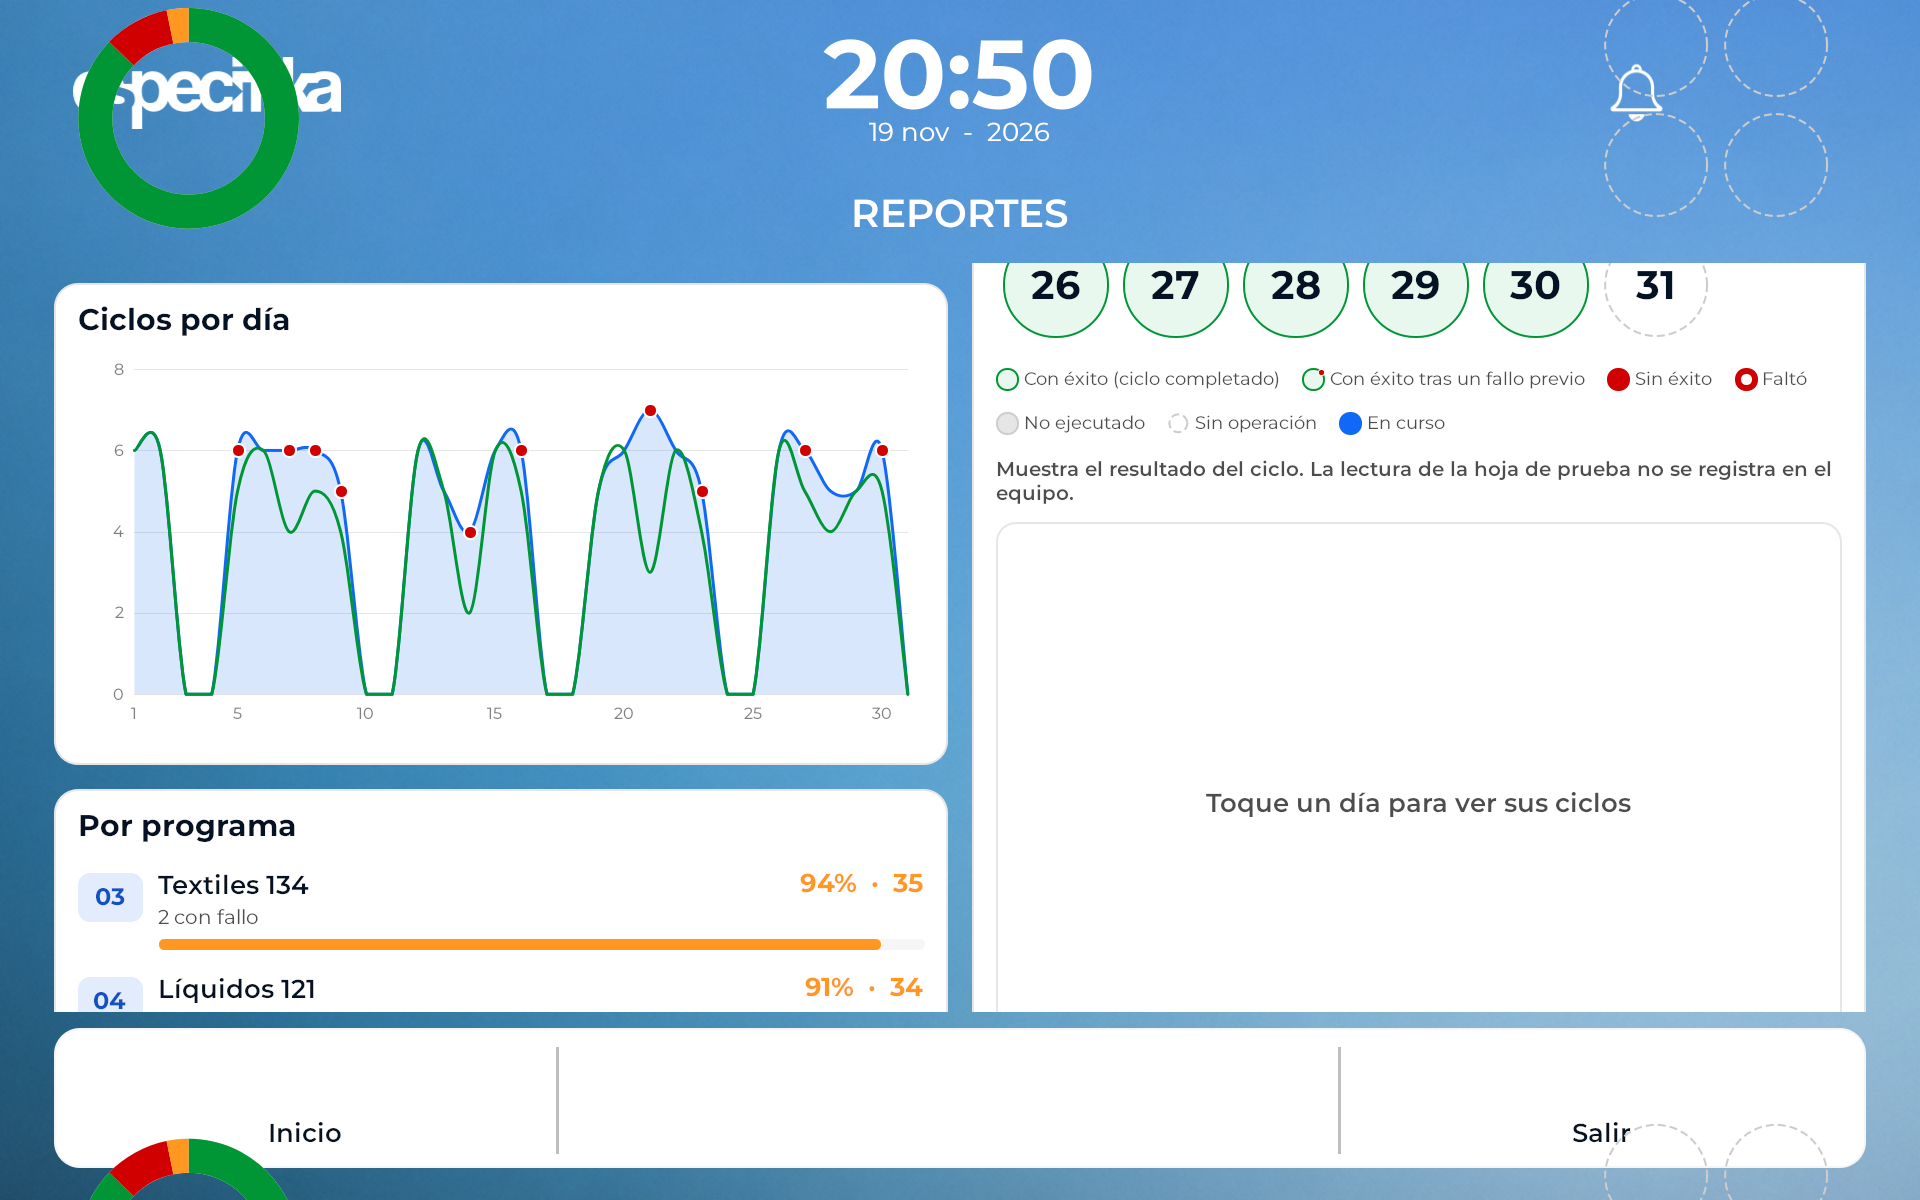 20:50
19 nov - 2026
REPORTES
Ciclos por día
8
6
4
2
0
1 5 10 15 20 25 30
Por programa
03 Textiles 134 94% · 35
2 con fallo
04 Líquidos 121 91% · 34
26 27 28 29 30 31
Con éxito (ciclo completado) Con éxito tras un fallo previo Sin éxito Faltó
No ejecutado Sin operación En curso
Muestra el resultado del ciclo. La lectura de la hoja de prueba no se registra en el
equipo.
Toque un día para ver sus ciclos
Inicio
Salir